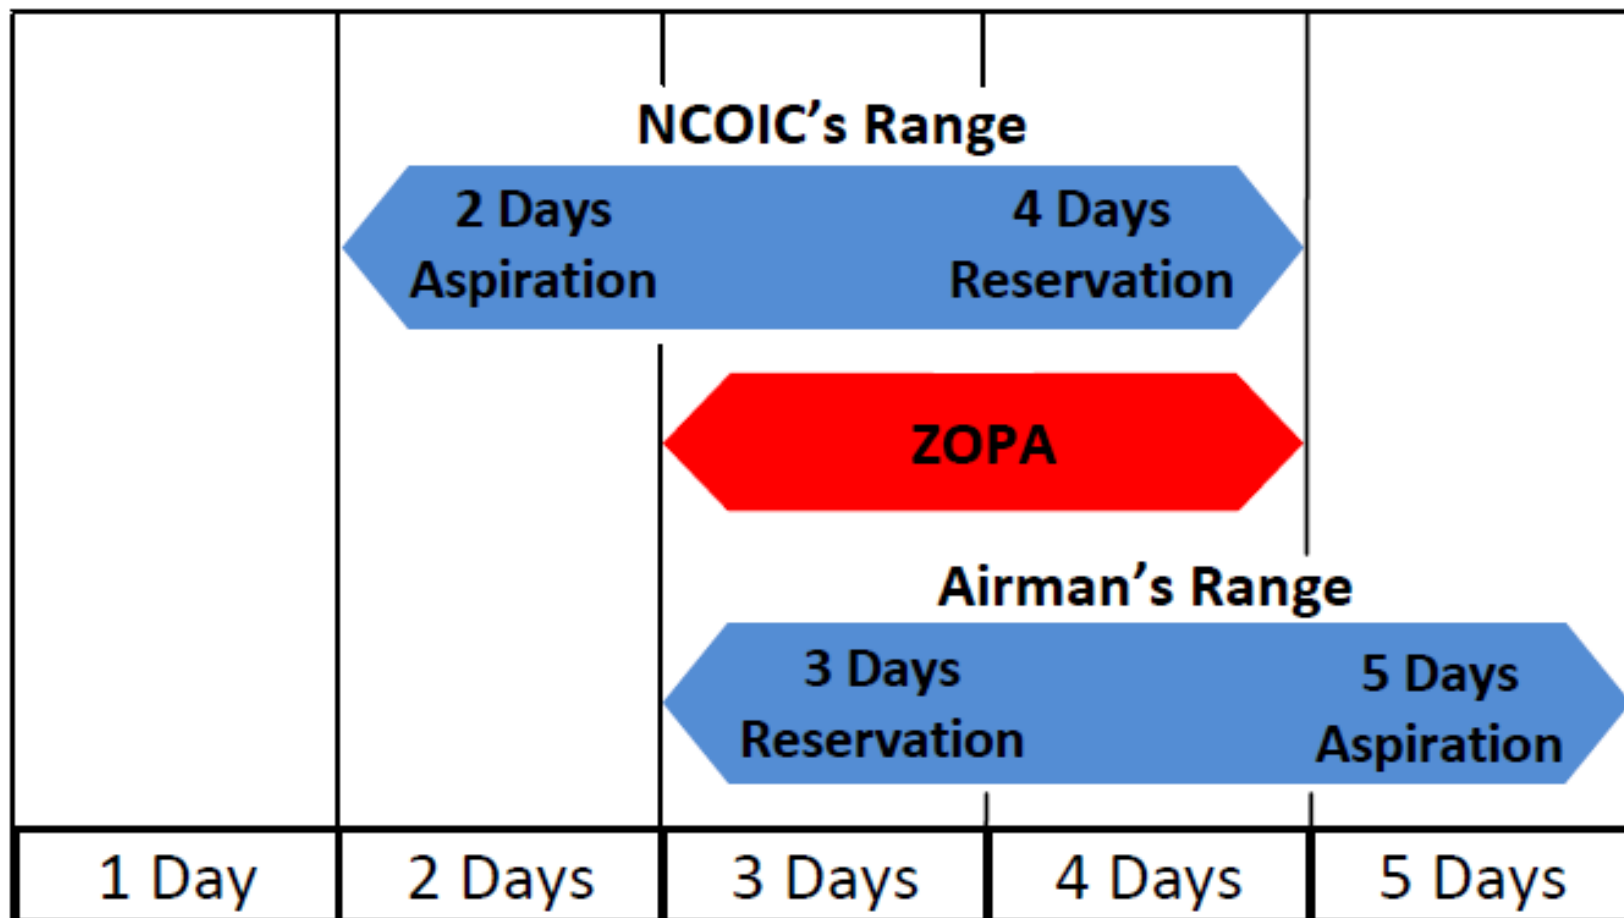 NCOIC’s Range
2 Days
Aspiration
4 Days
Reservation
ZOPA
Airman’s Range
3 Days
Reservation
5 Days
Aspiration
1 Day
2 Days
3 Days
4 Days
5 Days